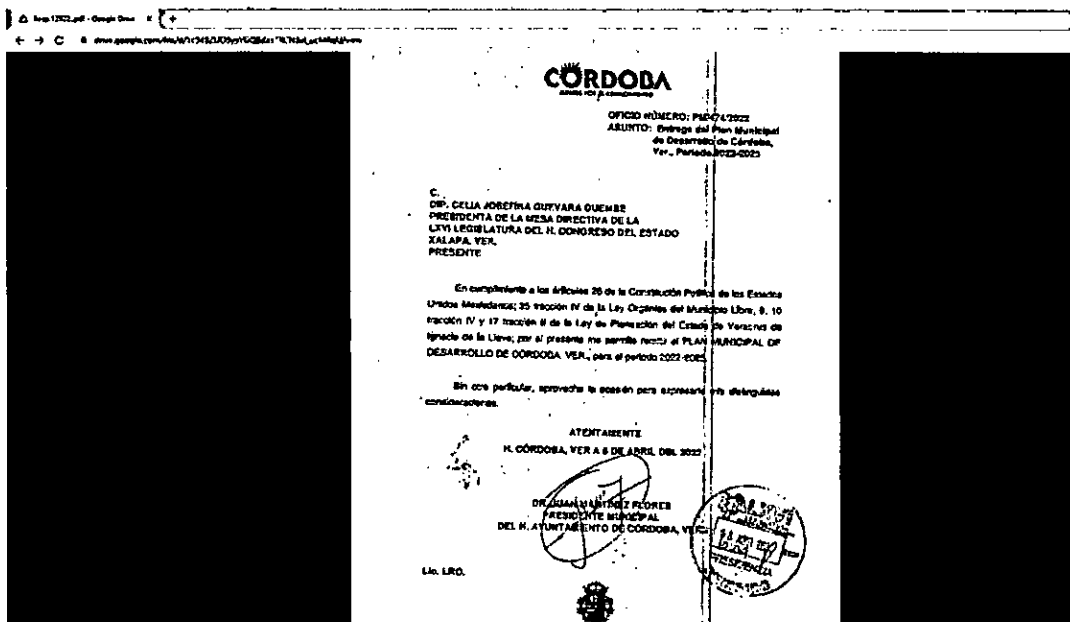 CÓRDOBA
OFICIO NÚMERO: PM/474/2022
ASUNTO: Entrega del Plan Municipal
de Desarrollo de Córdoba,
Ver., Periodo 2022-2025
C.
DIP. CELIA JOSEFINA GUEVARA GUEMBE
PRESIDENTA DE LA MESA DIRECTIVA DE LA
LXVI LEGISLATURA DEL H. CONGRESO DEL ESTADO
XALAPA, VER.
PRESENTE
En cumplimiento a los artículos 26 de la Constitución Política de los Estados
Unidos Mexicanos; 35 fracción IV de la Ley Orgánica del Municipio Libre, 9, 10
fracción IV y 17 fracción II de la Ley de Planeación del Estado de Veracruz de
Ignacio de la Llave; por el presente me permito remitir el PLAN MUNICIPAL DE
DESARROLLO DE CÓRDOBA, VER., para el periodo 2022-2025.
Sin otro particular, aprovecho la ocasión para expresarle mis distinguidas
consideraciones.
ATENTAMENTE
H. CÓRDOBA, VER A 6 DE ABRIL DEL 2022
DR. JUAN MARTÍNEZ FLORES
PRESIDENTE MUNICIPAL
DEL H. AYUNTAMIENTO DE CÓRDOBA, VER.
PRESIDENCIA
Lic. LRO.